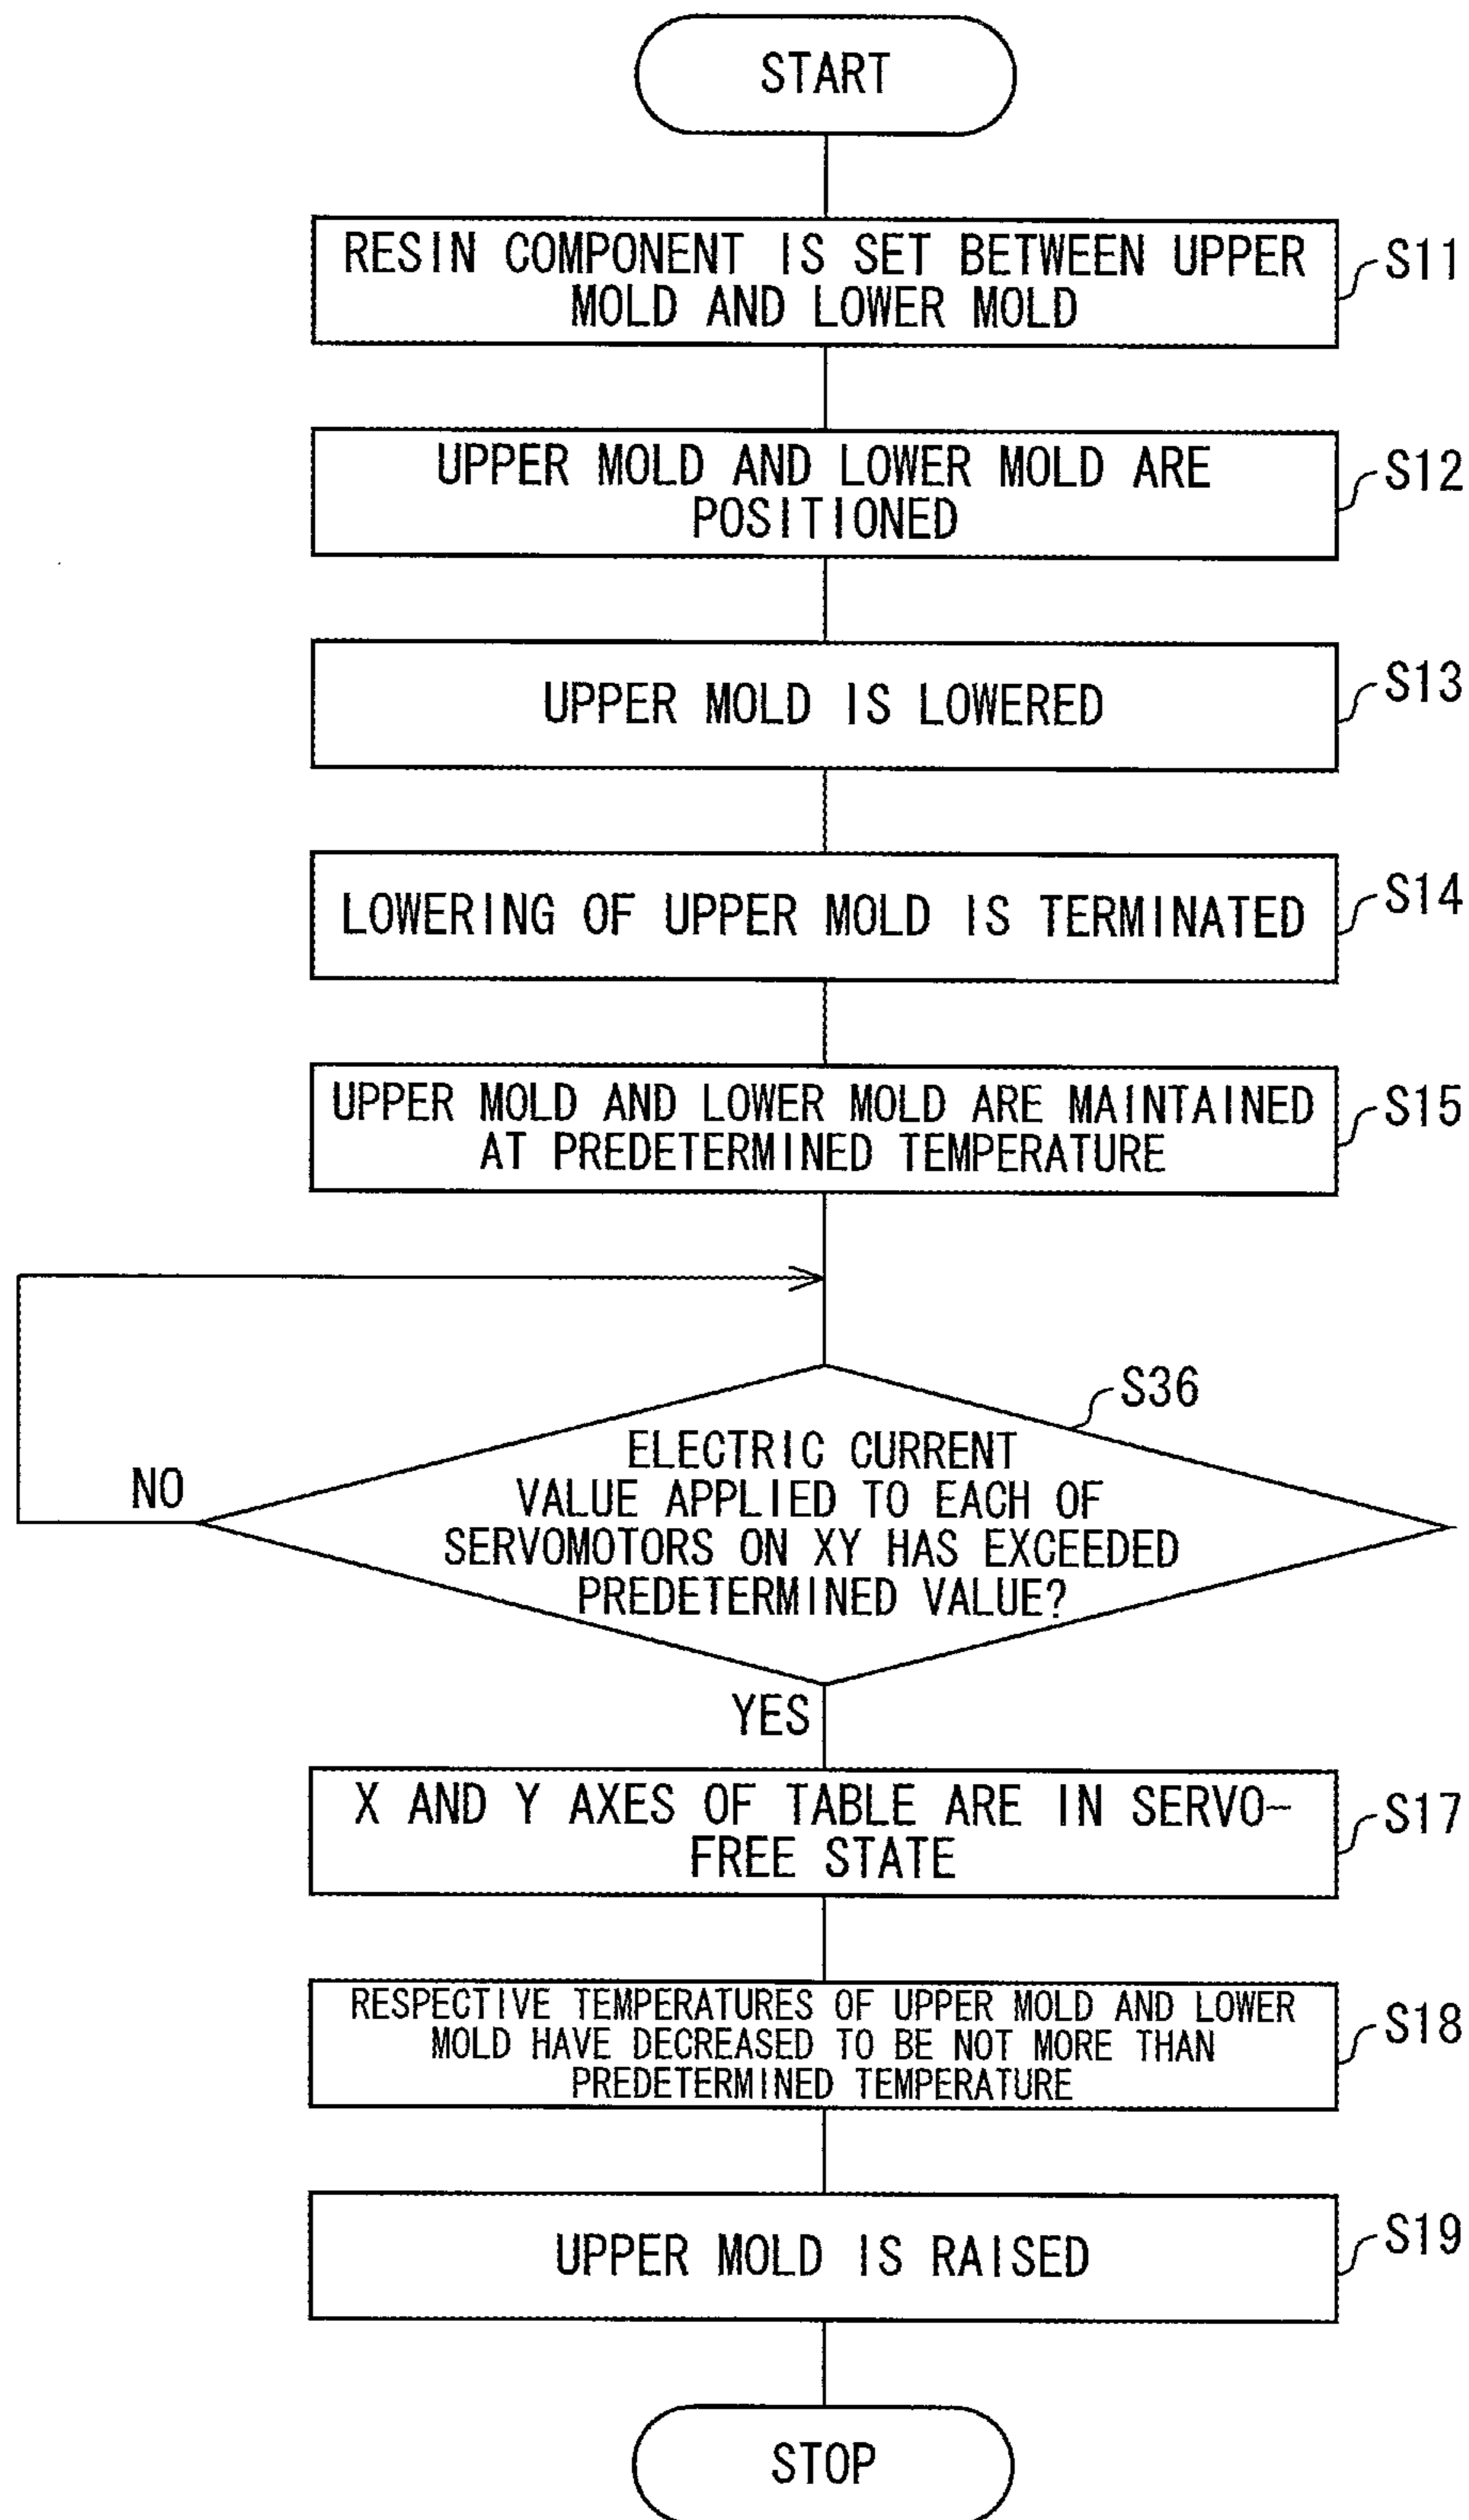 START
RESIN COMPONENT IS SET BETWEEN UPPER
MOLD AND LOWER MOLD
S11
UPPER MOLD AND LOWER MOLD ARE
POSITIONED
S12
UPPER MOLD IS LOWERED
S13
LOWERING OF UPPER MOLD IS TERMINATED
S14
UPPER MOLD AND LOWER MOLD ARE MAINTAINED
AT PREDETERMINED TEMPERATURE
S15
S36
ELECTRIC CURRENT
VALUE APPLIED TO EACH OF
SERVOMOTORS ON XY HAS EXCEEDED
PREDETERMINED VALUE?
NO
YES
X AND Y AXES OF TABLE ARE IN SERVO-
FREE STATE
S17
RESPECTIVE TEMPERATURES OF UPPER MOLD AND LOWER
MOLD HAVE DECREASED TO BE NOT MORE THAN
PREDETERMINED TEMPERATURE
S18
UPPER MOLD IS RAISED
S19
STOP